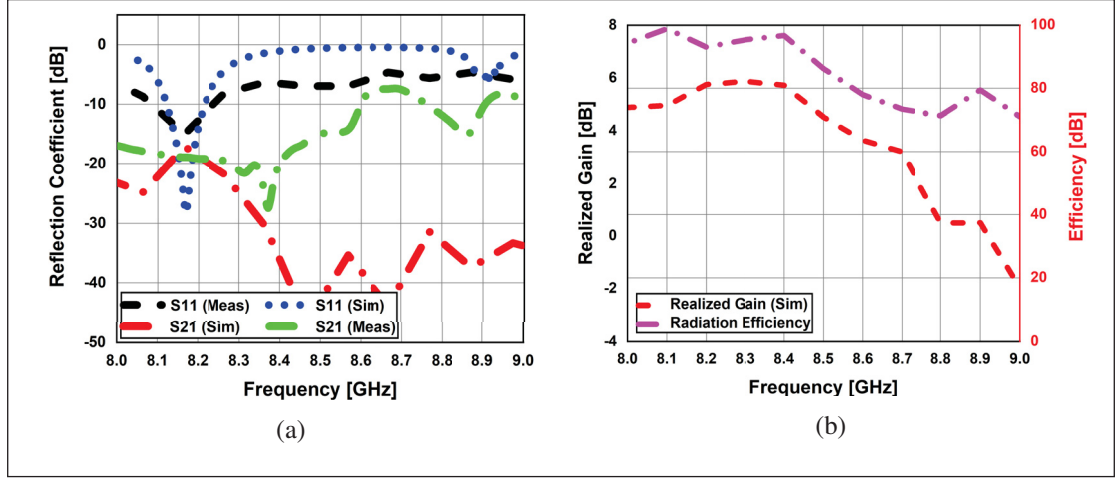 Reflection Coefficient [dB]
0
-10
-20
-30
-40
-50
S11 (Meas) S11 (Sim)
S21 (Sim) S21 (Meas)
8.0 8.6 8.2 8.3 8.4 8.5 8.6 8.7 8.8 8.9 9.0
Frequency [GHz]
(a)
Realized Gain [dB]
8
6
4
2
0
-2
-4
Realized Gain (Sim)
Radiation Efficiency
8.0 8.1 8.2 8.3 8.4 8.5 8.6 8.7 8.8 8.9 9.0
Frequency [GHz]
100
80
60
40
20
0
Efficiency [dB]
(b)